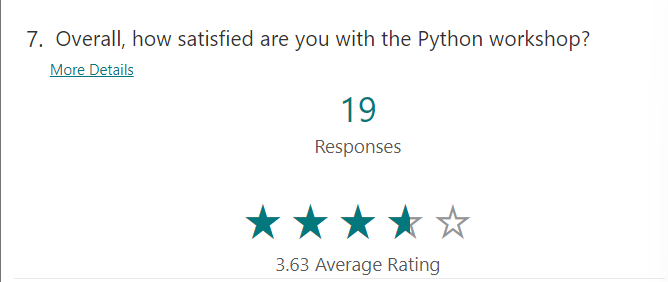 7. Overall, how satisfied are you with the Python workshop?
More Details
19
Responses
3.63 Average Rating